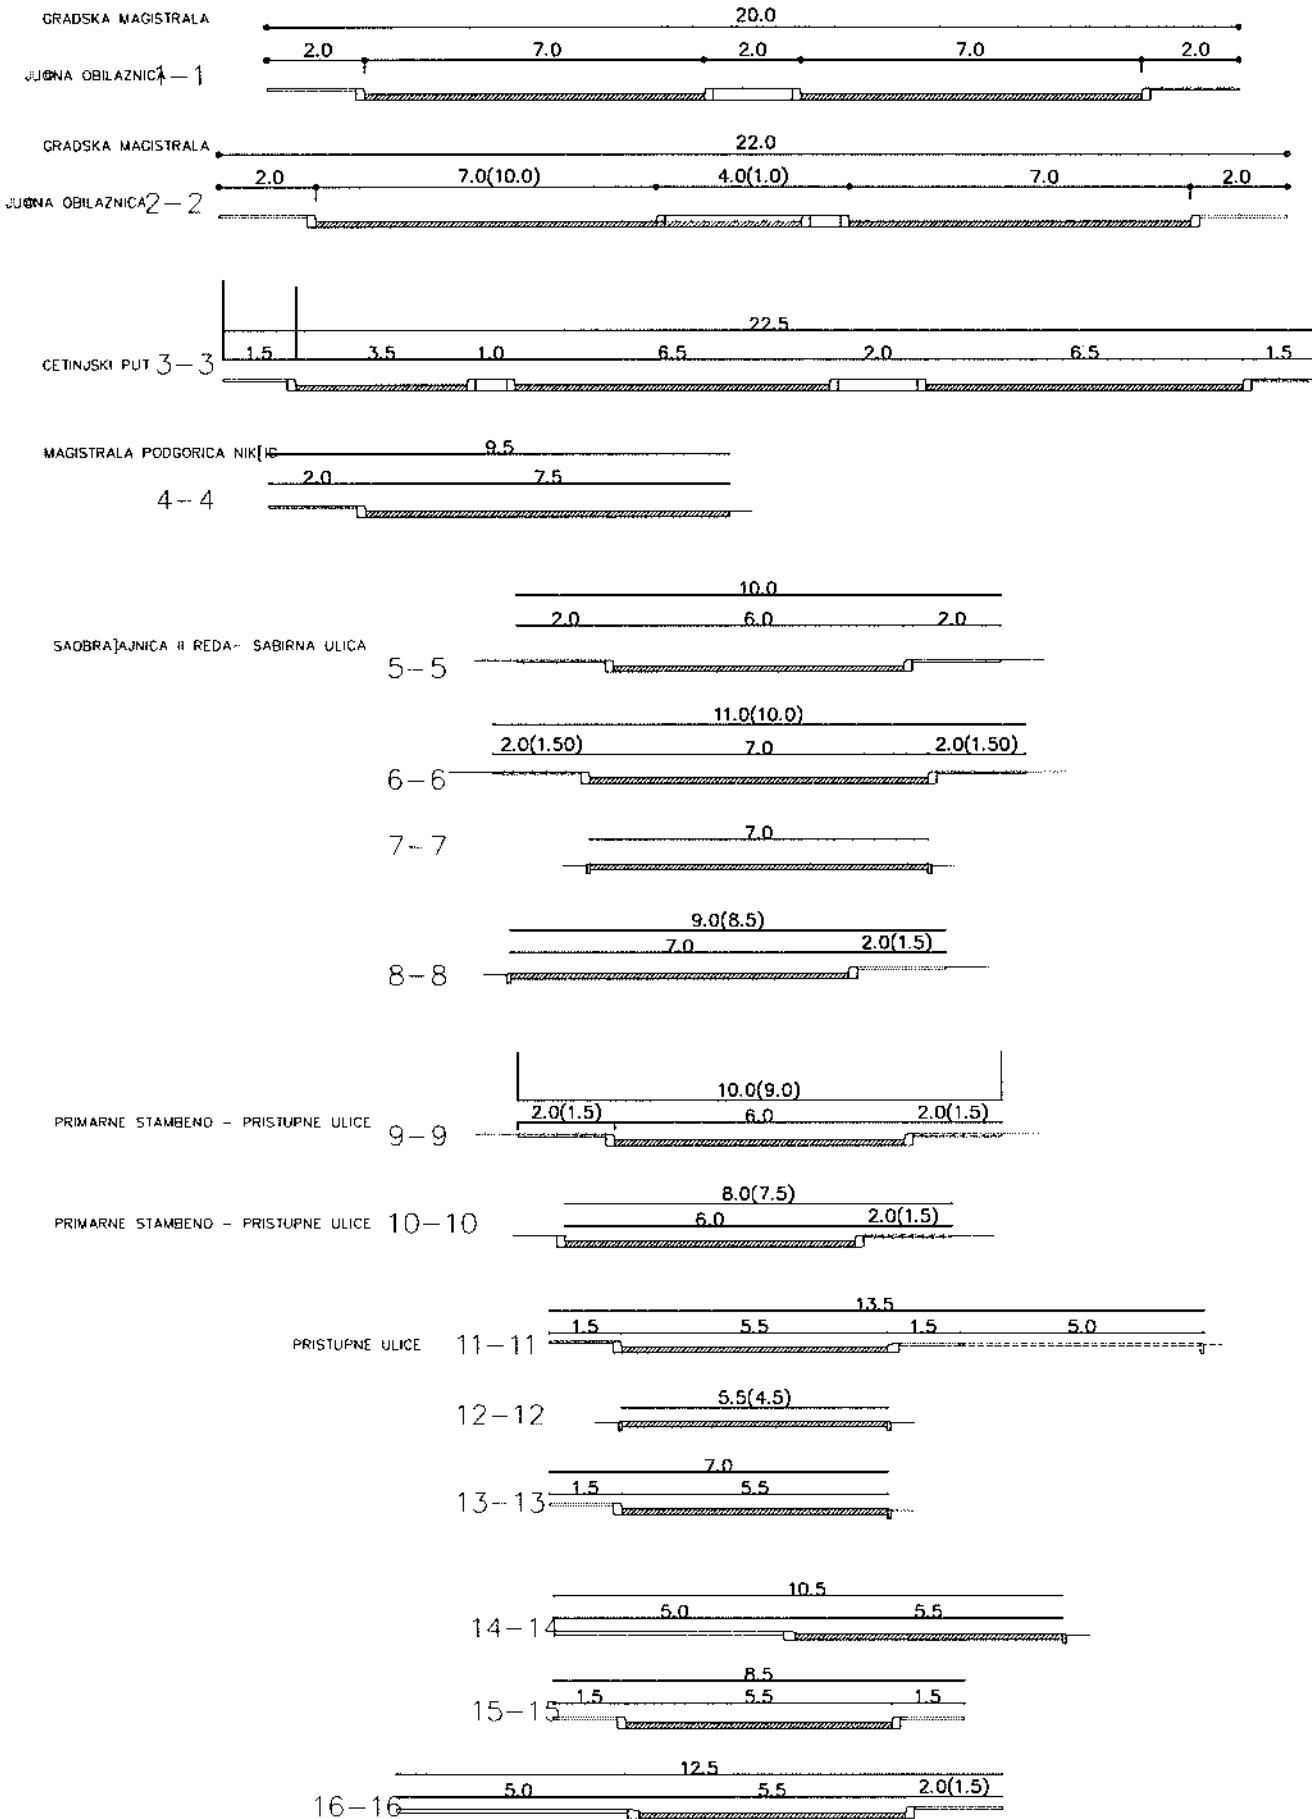 GRADSKA MAGISTRALA 20.0
2.0 7.0 2.0 7.0 2.0
JU@NA OBILAZNICA 1-1
GRADSKA MAGISTRALA 22.0
2.0 7.0(10.0) 4.0(1.0) 7.0 2.0
JU@NA OBILAZNICA 2-2
22.5
1.5 3.5 1.0 6.5 2.0 6.5 1.5
CETINJSKI PUT 3-3
MAGISTRALA PODGORICA NIK[IC 9.5
2.0 7.5
4-4
10.0
2.0 6.0 2.0
SAOBRA]AJNICA II REDA- SABIRNA ULICA
5-5
11.0(10.0)
2.0(1.50) 7.0 2.0(1.50)
6-6
7.0
7-7
9.0(8.5)
7.0 2.0(1.5)
8-8
10.0(9.0)
2.0(1.5) 6.0 2.0(1.5)
PRIMARNE STAMBENO - PRISTUPNE ULICE 9-9
8.0(7.5)
6.0 2.0(1.5)
PRIMARNE STAMBENO - PRISTUPNE ULICE 10-10
13.5
1.5 5.5 1.5 5.0
PRISTUPNE ULICE 11-11
5.5(4.5)
12-12
7.0
1.5 5.5
13-13
10.5
5.0 5.5
14-14
8.5
1.5 5.5 1.5
15-15
12.5
5.0 5.5 2.0(1.5)
16-16